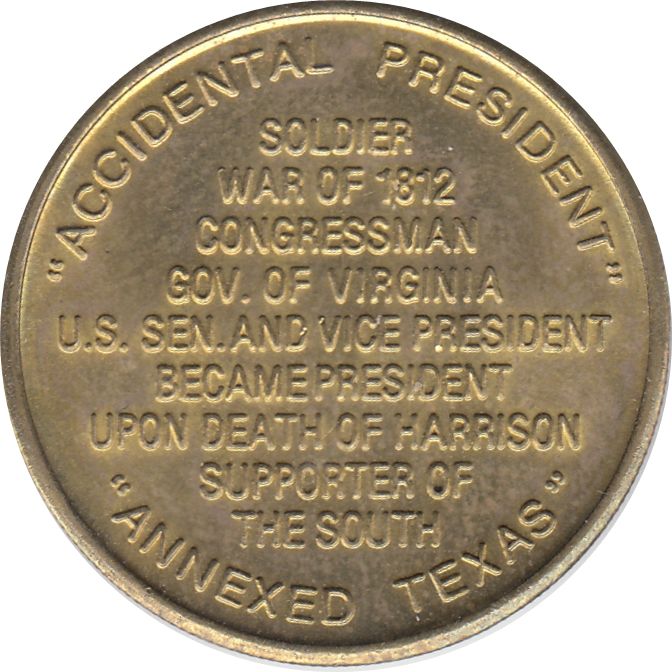 "ACCIDENTAL PRESIDENT"
SOLDIER
WAR OF 1812
CONGRESSMAN
GOV. OF VIRGINIA
U.S. SEN. AND VICE PRESIDENT
BECAME PRESIDENT
UPON DEATH OF HARRISON
SUPPORTER OF
THE SOUTH
"ANNEXED TEXAS"